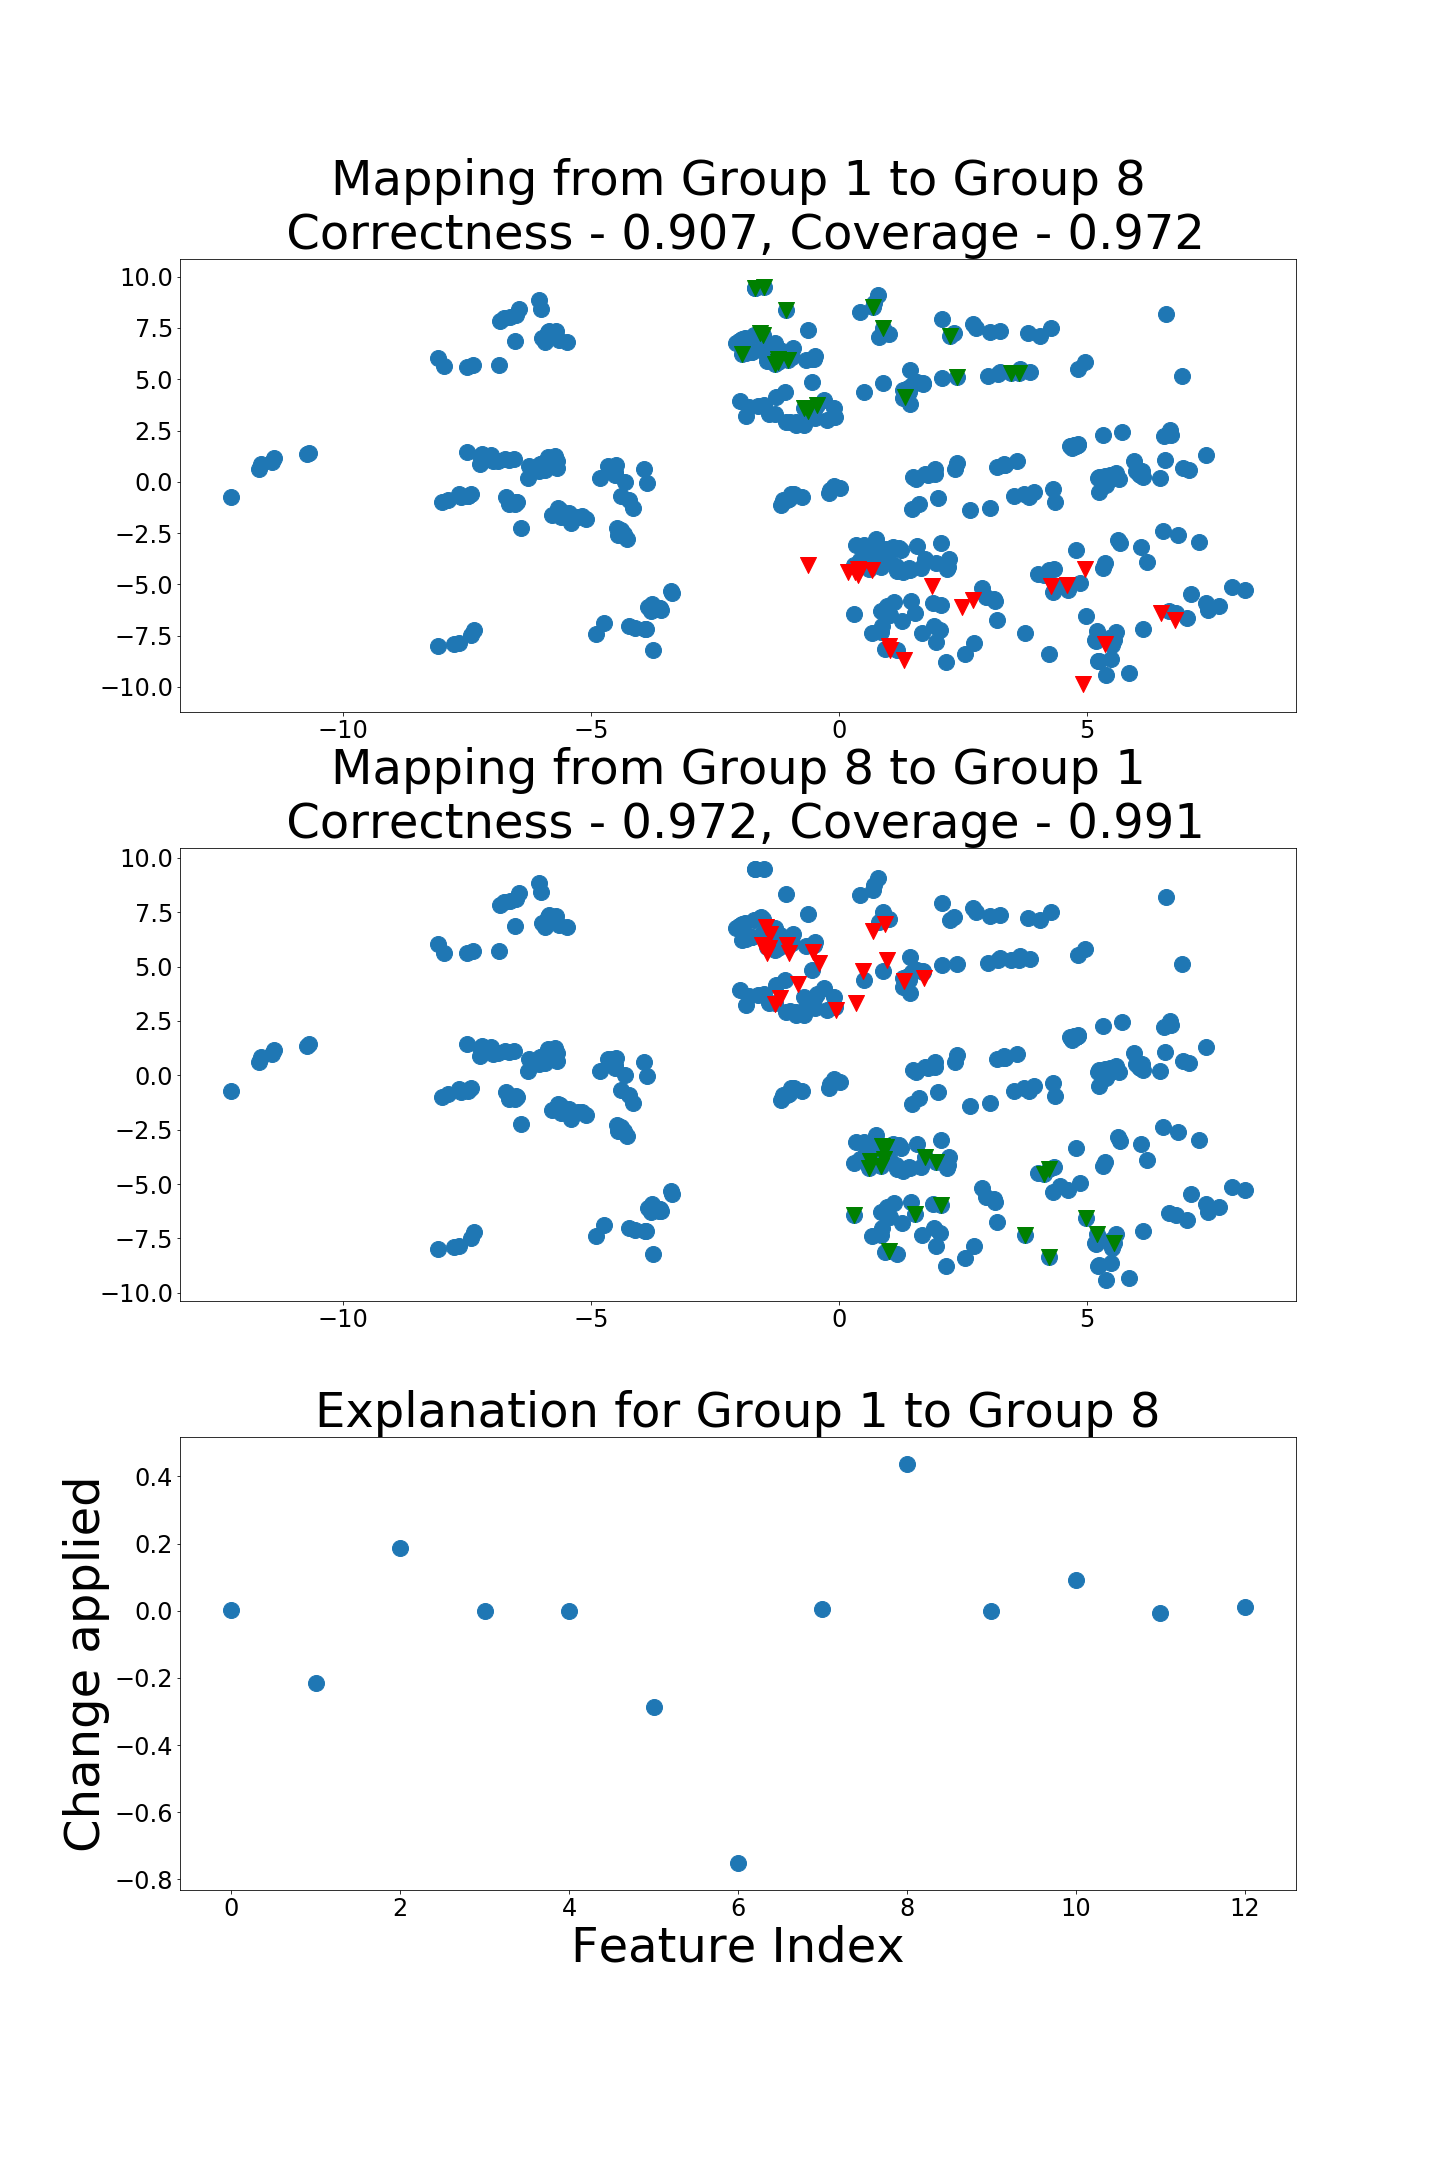 Mapping from Group 1 to Group 8
Correctness - 0.907, Coverage - 0.972
10.0
7.5
5.0
2.5
0.0
−2.5
−5.0
−7.5
−10.0
−10 −5 0 5
Mapping from Group 8 to Group 1
Correctness - 0.972, Coverage - 0.991
10.0
7.5
5.0
2.5
0.0
−2.5
−5.0
−7.5
−10.0
−10 −5 0 5
Explanation for Group 1 to Group 8
Change applied
0.4
0.2
0.0
−0.2
−0.4
−0.6
−0.8
0 2 4 6 8 10 12
Feature Index